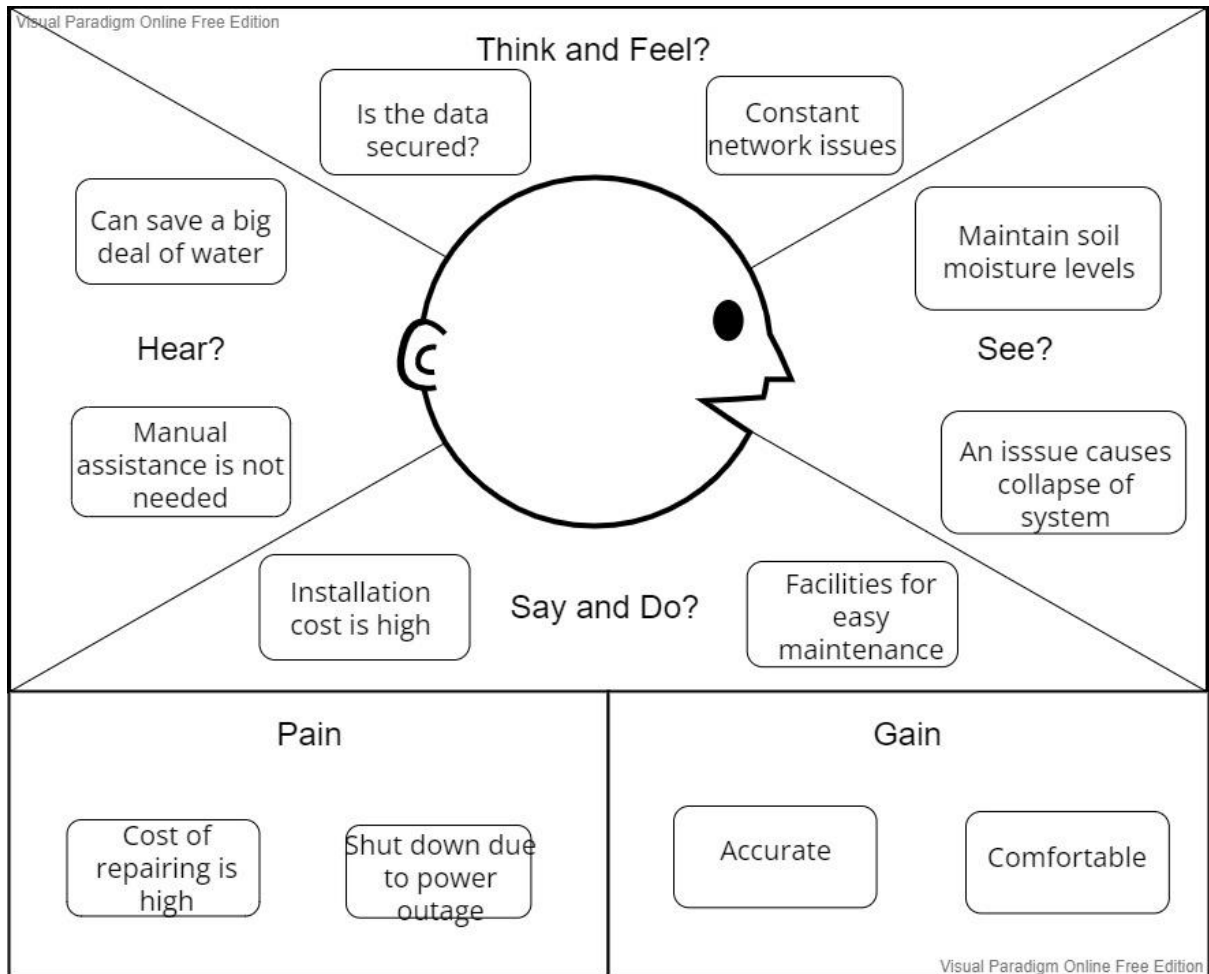 Visual Paradigm Online Free Edition
Think and Feel?
Is the data
secured?
Constant
network issues
Can save a big
deal of water
Maintain soil
moisture levels
Hear?
See?
Manual
assistance is not
needed
An isssue causes
collapse of
system
Installation
cost is high
Say and Do?
Facilities for
easy
maintenance
Pain
Gain
Cost of
repairing is
high
Shut down due
to power
outage
Accurate
Comfortable
Visual Paradigm Online Free Edition